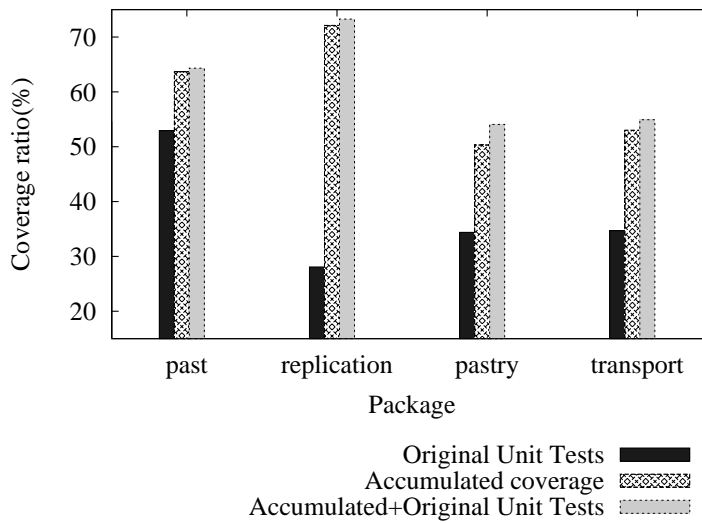 Coverage ratio(%)
70
60
50
40
30
20
past replication pastry transport
Package
Original Unit Tests
Accumulated coverage
Accumulated+Original Unit Tests